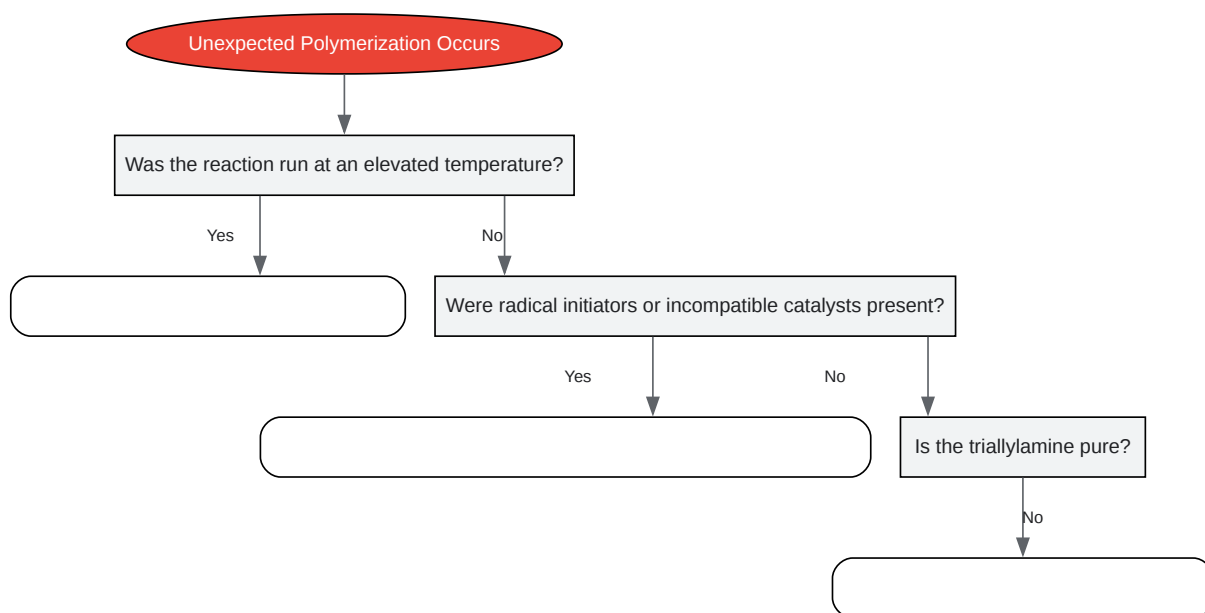 Unexpected Polymerization Occurs
Was the reaction run at an elevated temperature?
Yes
No
Were radical initiators or incompatible catalysts present?
Yes
No
Is the triallylamine pure?
No